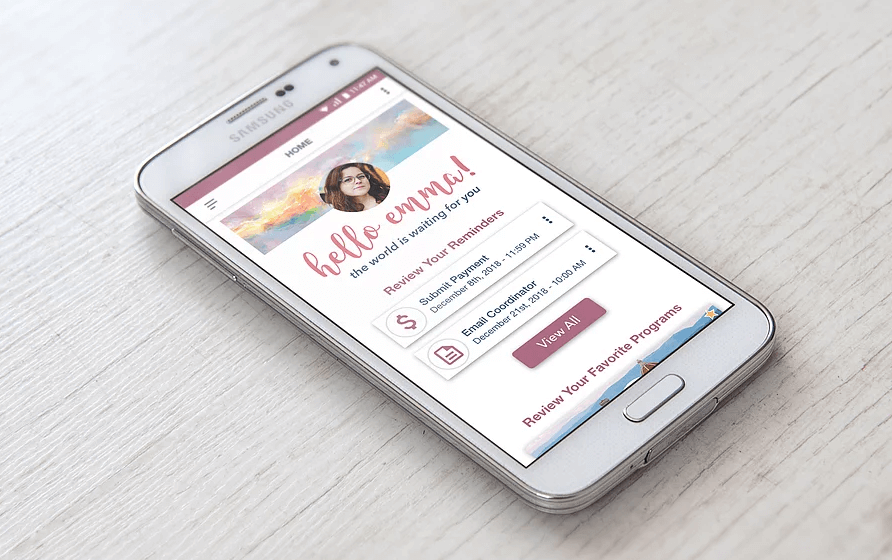 SAMSUNG
11:47 AM
HOME
hello emma!
the world is waiting for you
Review Your Reminders
Submit Payment
December 8th, 2018 - 11:59 PM
Email Coordinator
December 21st, 2018 - 10:00 AM
View All
Review Your Favorite Programs